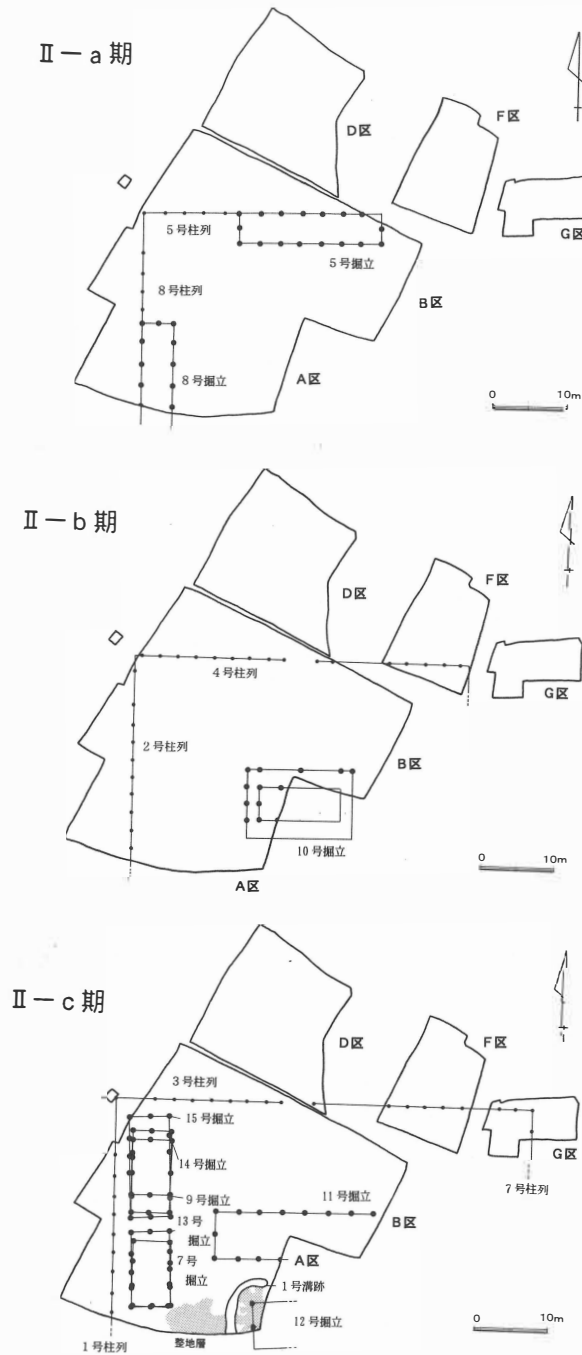 Ⅱ－a期
D区
F区
G区
5号柱列
5号掘立
8号柱列
B区
8号掘立
A区
0 10m
Ⅱ－b期
D区
F区
G区
4号柱列
2号柱列
B区
10号掘立
A区
0 10m
Ⅱ－c期
D区
F区
3号柱列
15号掘立
G区
14号掘立
7号柱列
9号掘立
11号掘立
B区
13号
掘立
A区
7号
掘立
1号溝跡
12号掘立
整地層
1号柱列
0 10m